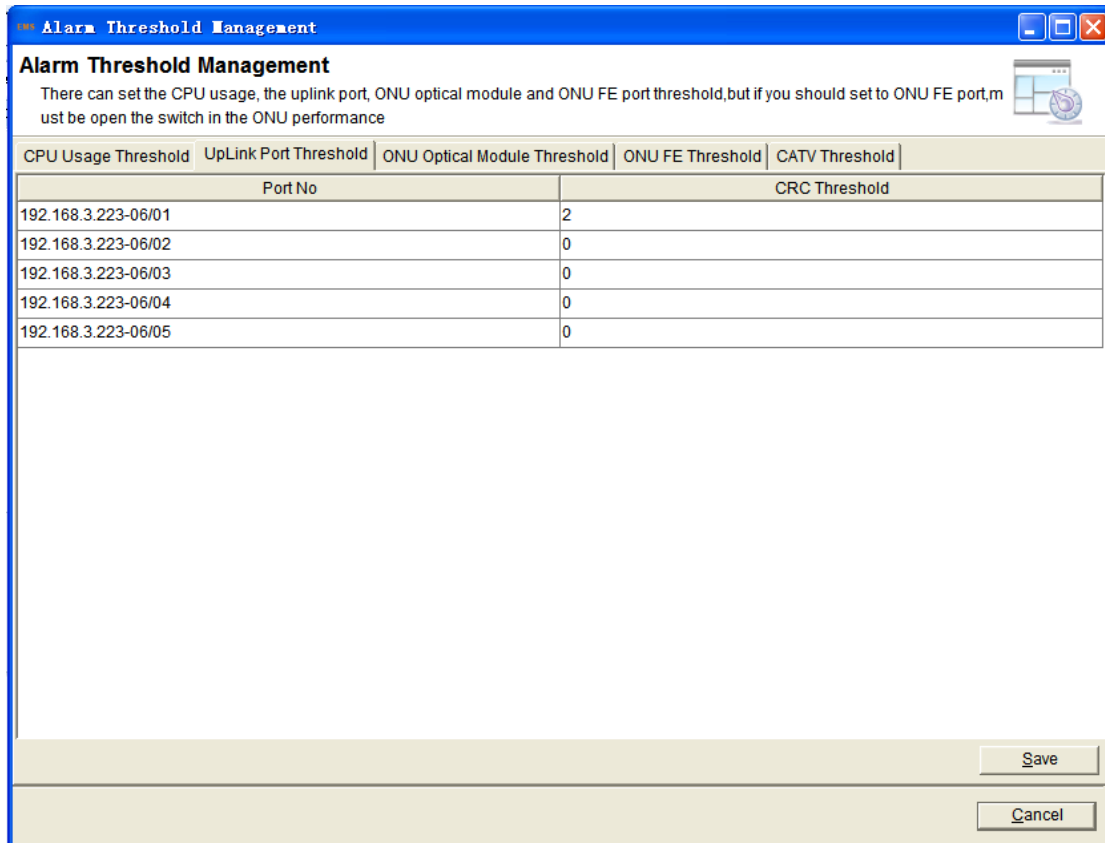 EMS Alarm Threshold Management
Alarm Threshold Management
There can set the CPU usage, the uplink port, ONU optical module and ONU FE port threshold,but if you should set to ONU FE port,m
ust be open the switch in the ONU performance
CPU Usage Threshold UpLink Port Threshold ONU Optical Module Threshold ONU FE Threshold CATV Threshold
Port No CRC Threshold
192.168.3.223-06/01 2
192.168.3.223-06/02 0
192.168.3.223-06/03 0
192.168.3.223-06/04 0
192.168.3.223-06/05 0
Save
Cancel